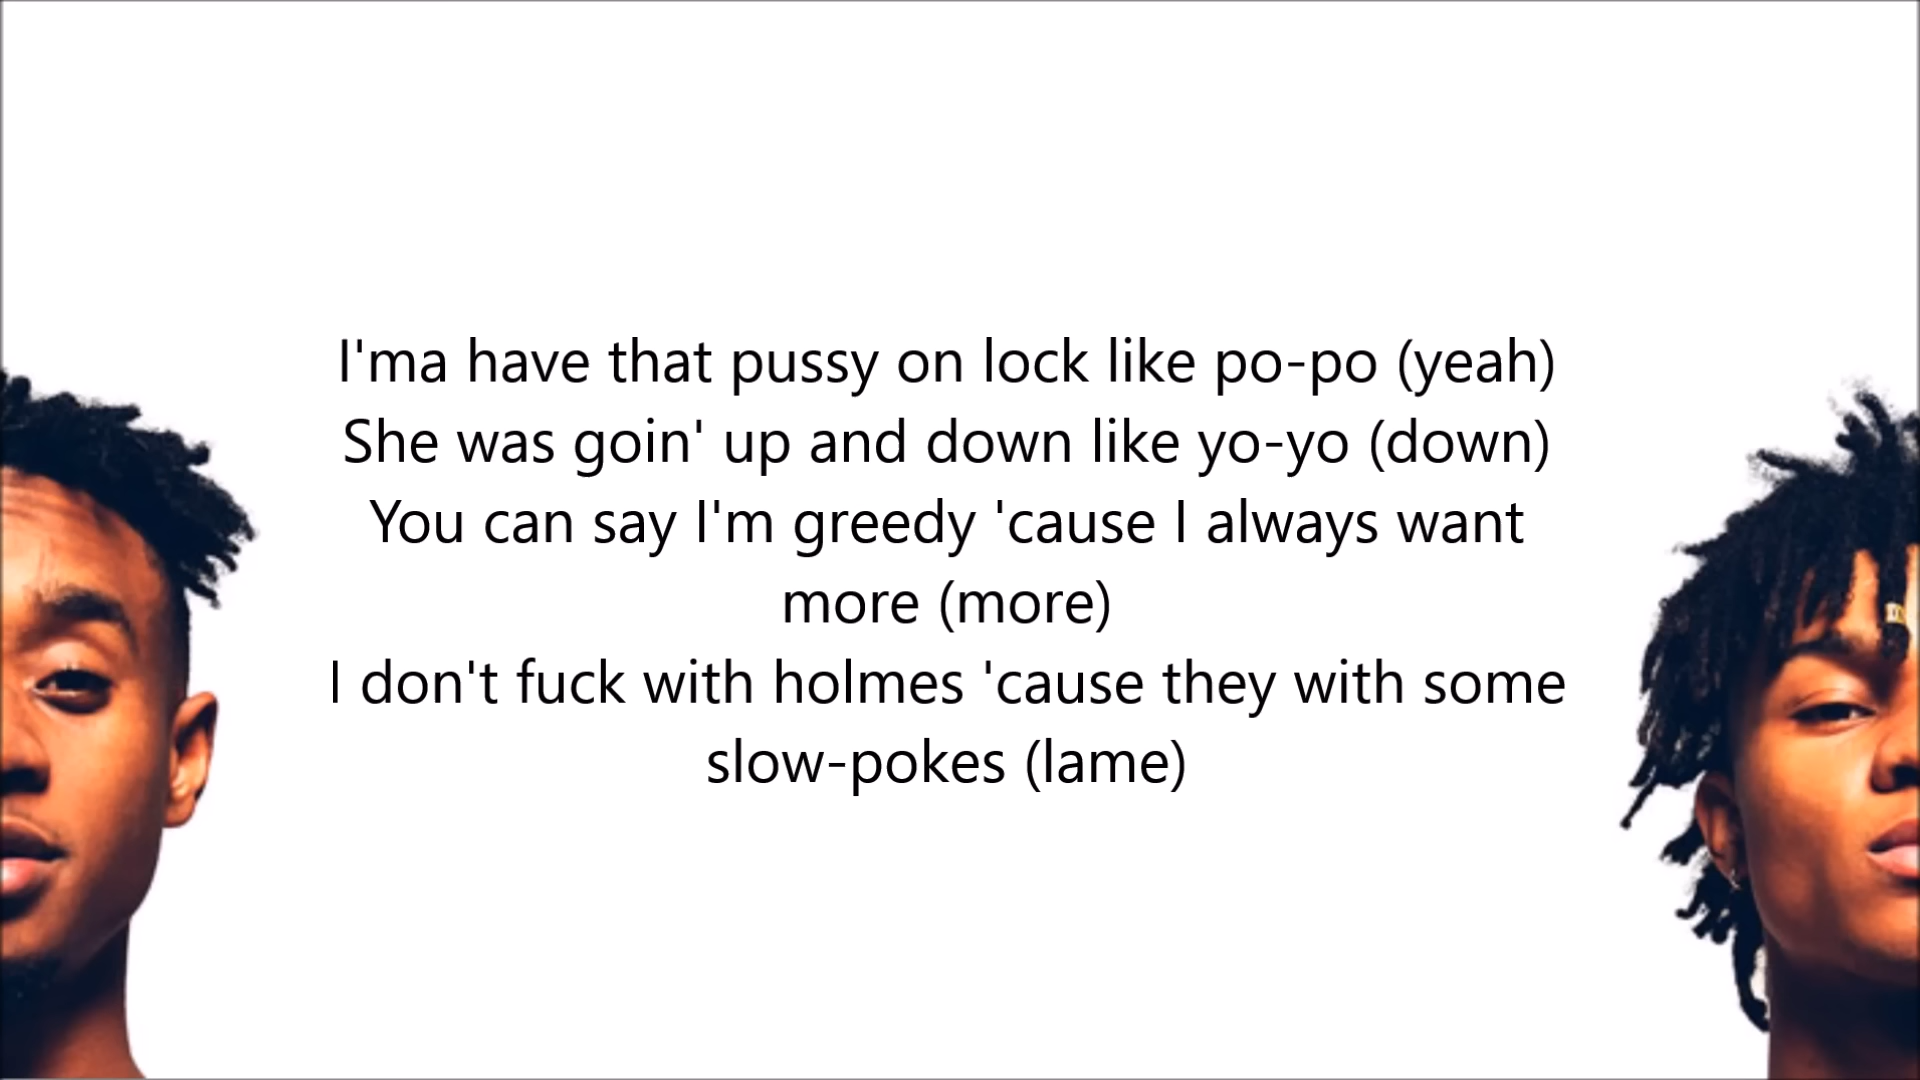 I'ma have that pussy on lock like po-po (yeah)
She was goin' up and down like yo-yo (down)
You can say I'm greedy 'cause I always want
more (more)
I don't fuck with holmes 'cause they with some
slow-pokes (lame)